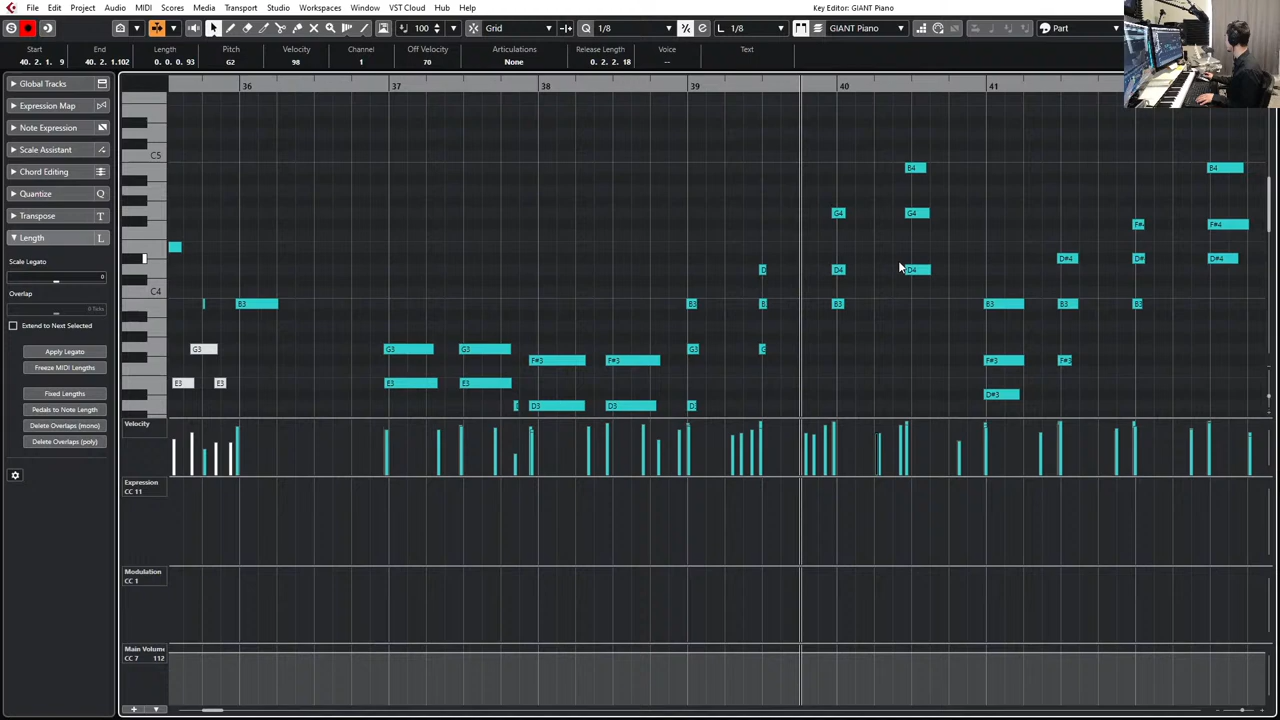 File Edit Project Audio MIDI Scores Media Transport Studio Workspaces Window VST Cloud Hub Help
Key Editor: GIANT Piano
100 Grid 1/8 L 1/8 GIANT Piano Part
Start End Length Pitch Velocity Channel Off Velocity Articulations Release Length Voice Text
40. 2. 1. 9 40. 2. 1.102 0. 0. 0. 93 G2 98 1 70 None 0. 2. 2. 18 --
Global Tracks
Expression Map
Note Expression
Scale Assistant
Chord Editing
Quantize Q
Transpose T
Length L
Scale Legato
0
Overlap
0 Ticks
Extend to Next Selected
Apply Legato
Freeze MIDI Lengths
Fixed Lengths
Pedals to Note Length
Delete Overlaps (mono)
Delete Overlaps (poly)
36 37 38 39 40 41
C5
B4 B4
G4 G4
F#4 F#4
D#4 D# D#4
D D4 D4
C4
B3 B3 B B3 B3 B3 B3
G3 G3 G3 G3 G
F#3 F#3 F#3 F#3
E3 E3 E3 E3
D#3
E D3 D3 D3
Velocity
Expression
CC 11
Modulation
CC 1
Main Volume
CC 7 112